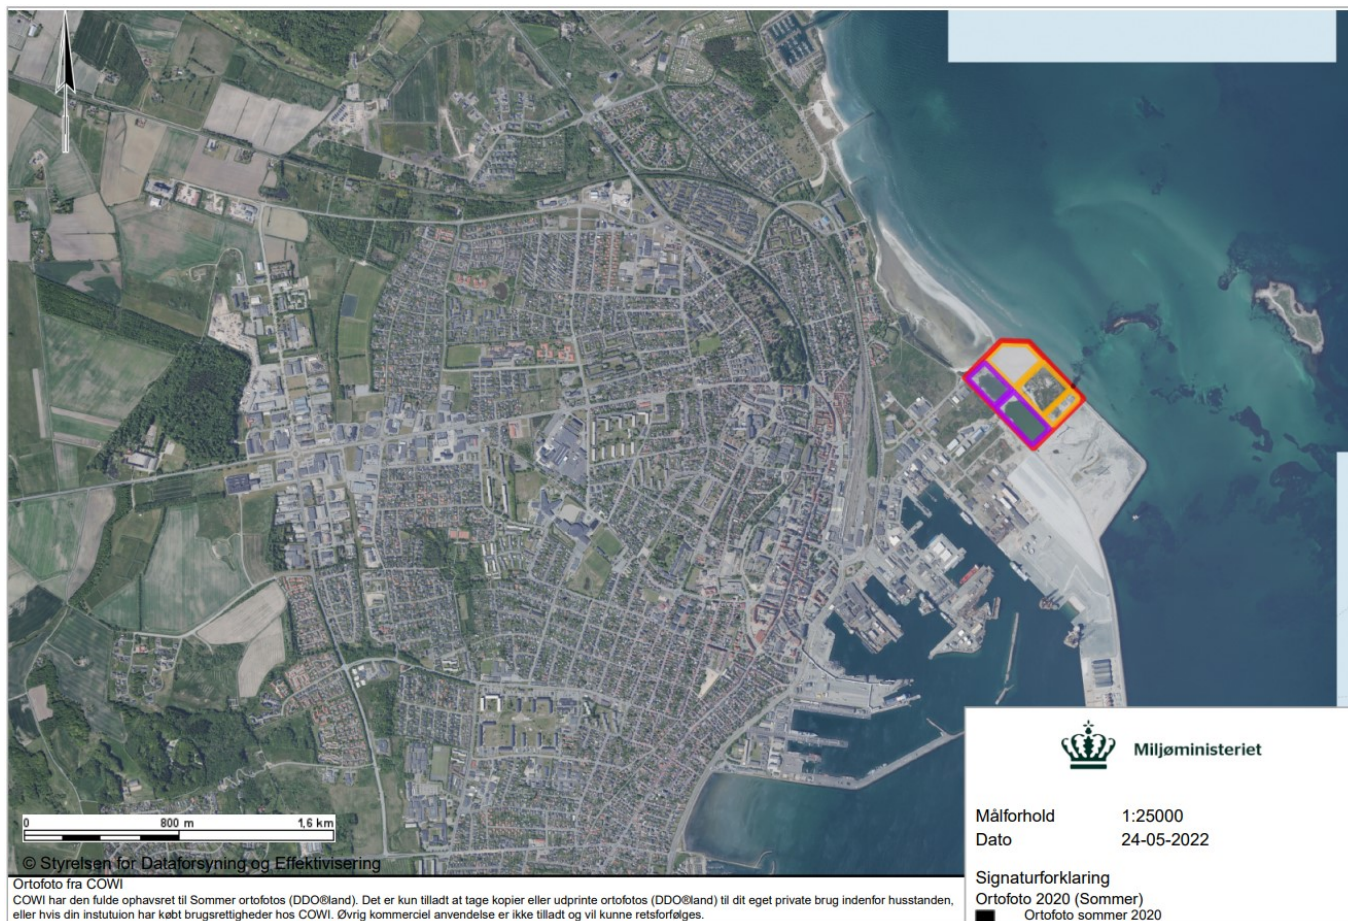 0 800 m 1,6 km
© Styrelsen for Dataforsyning og Effektivisering
Ortofoto fra COWI
COWI har den fulde ophavsret til Sommer ortofotos (DDO®land). Det er kun tilladt at tage kopier eller udprinte ortofotos (DDO®land) til dit eget private brug indenfor husstanden,
eller hvis din instutuion har købt brugsrettigheder hos COWI. Øvrig kommerciel anvendelse er ikke tilladt og vil kunne retsforfølges.
Miljøministeriet
Målforhold 1:25000
Dato 24-05-2022
Signaturforklaring
Ortofoto 2020 (Sommer)
Ortofoto sommer 2020